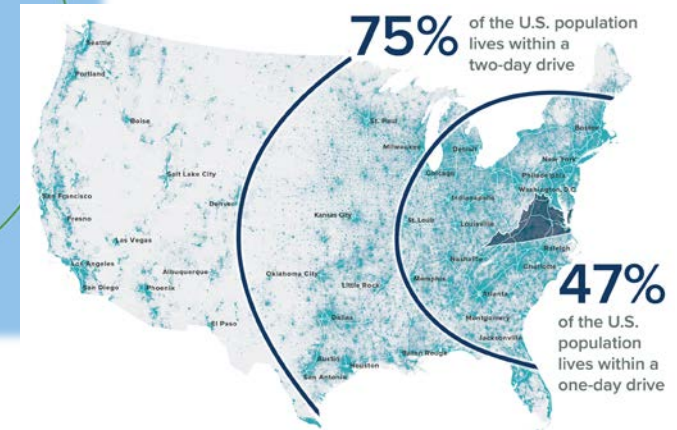 75%
of the U.S. population
lives within a
two-day drive
Seattle
Portland
Boise
St. Paul
Milwaukee
Detroit
Boston
Chicago
New York
Philadelphia
Washington, D.C.
Salt Lake City
Denver
Indianapolis
San Francisco
Kansas City
St. Louis
Louisville
Fresno
Las Vegas
Raleigh
Nashville
Charlotte
Los Angeles
Albuquerque
Oklahoma City
Memphis
San Diego
Phoenix
Little Rock
Atlanta
47%
of the U.S.
population
lives within a
one-day drive
El Paso
Dallas
Montgomery
Jacksonville
Austin
Houston
Baton Rouge
San Antonio